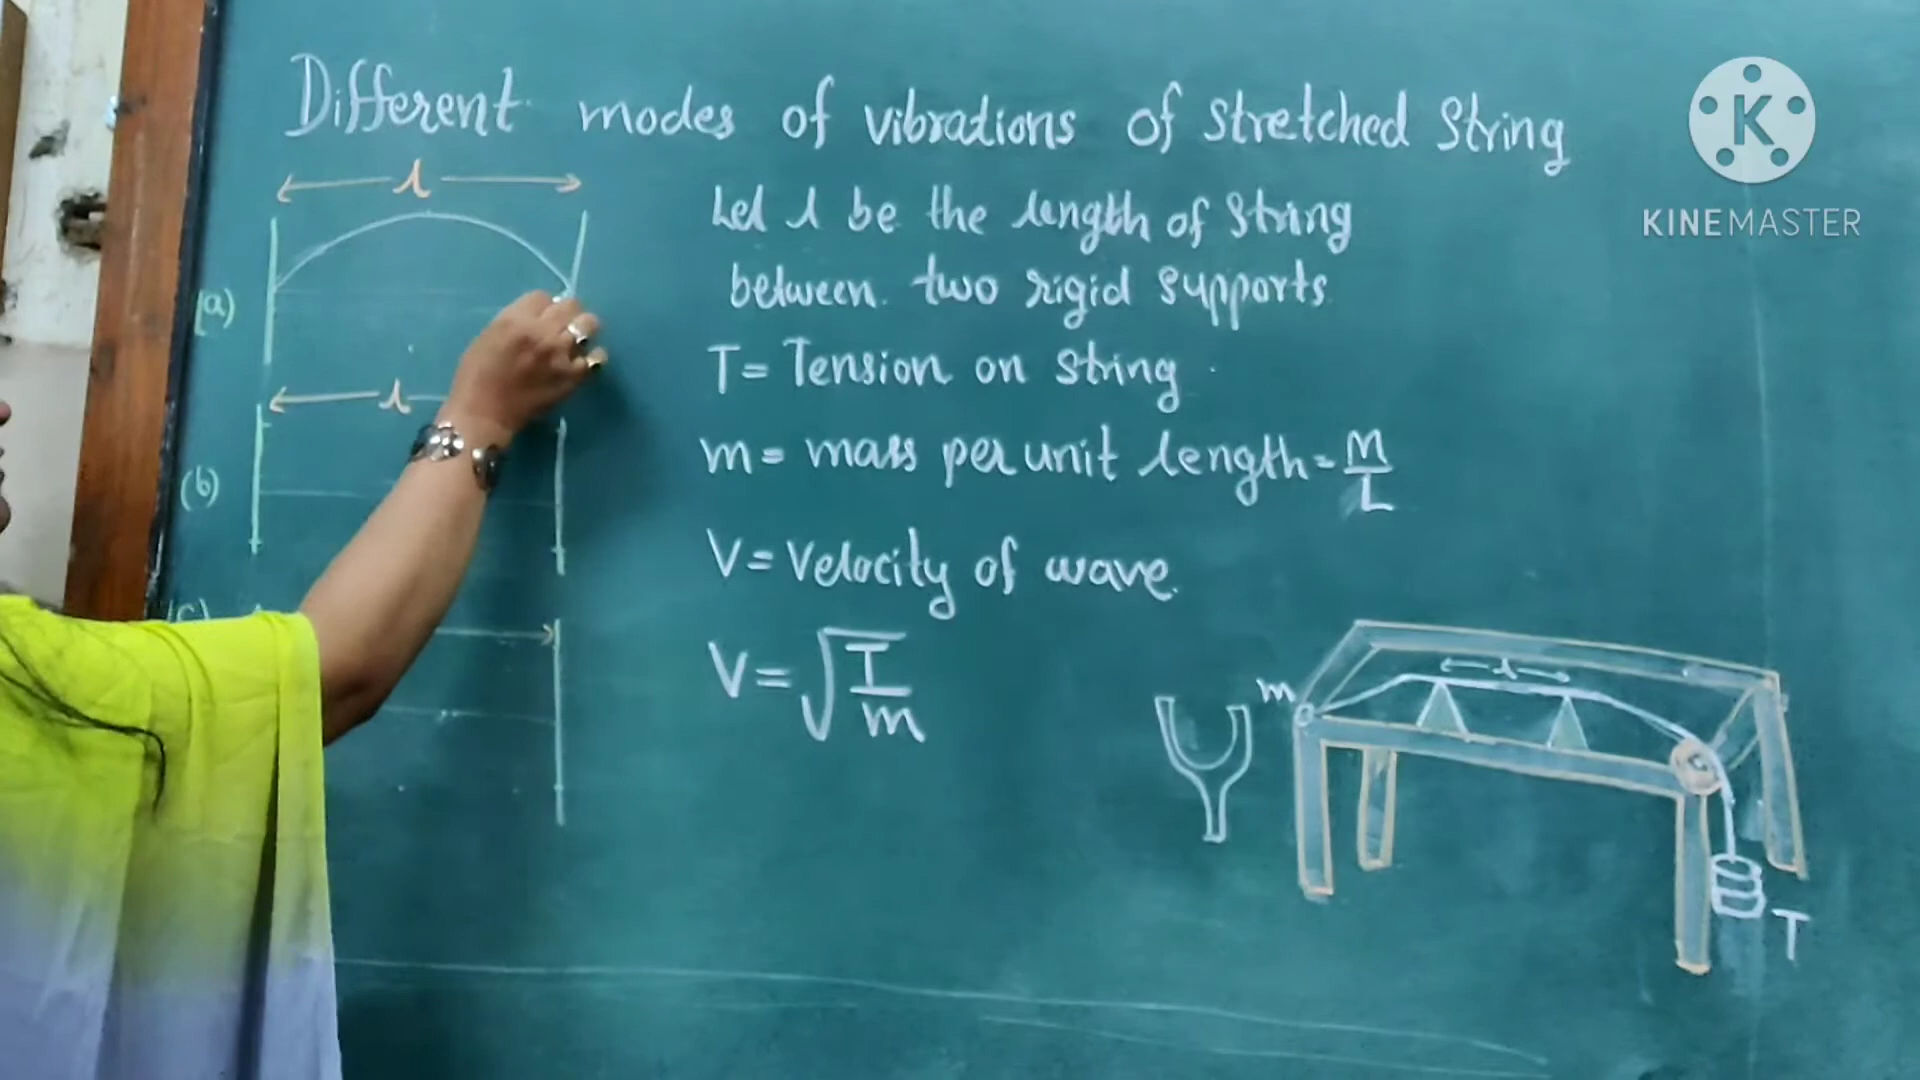 Different modes of vibrations of stretched string
l
Let l be the length of string
between two rigid supports
(a)
T = Tension on string
l
m = mass per unit length = M/L
(b)
V = Velocity of wave.
(c)
V = √T/m
l
m
T
K
KINEMASTER